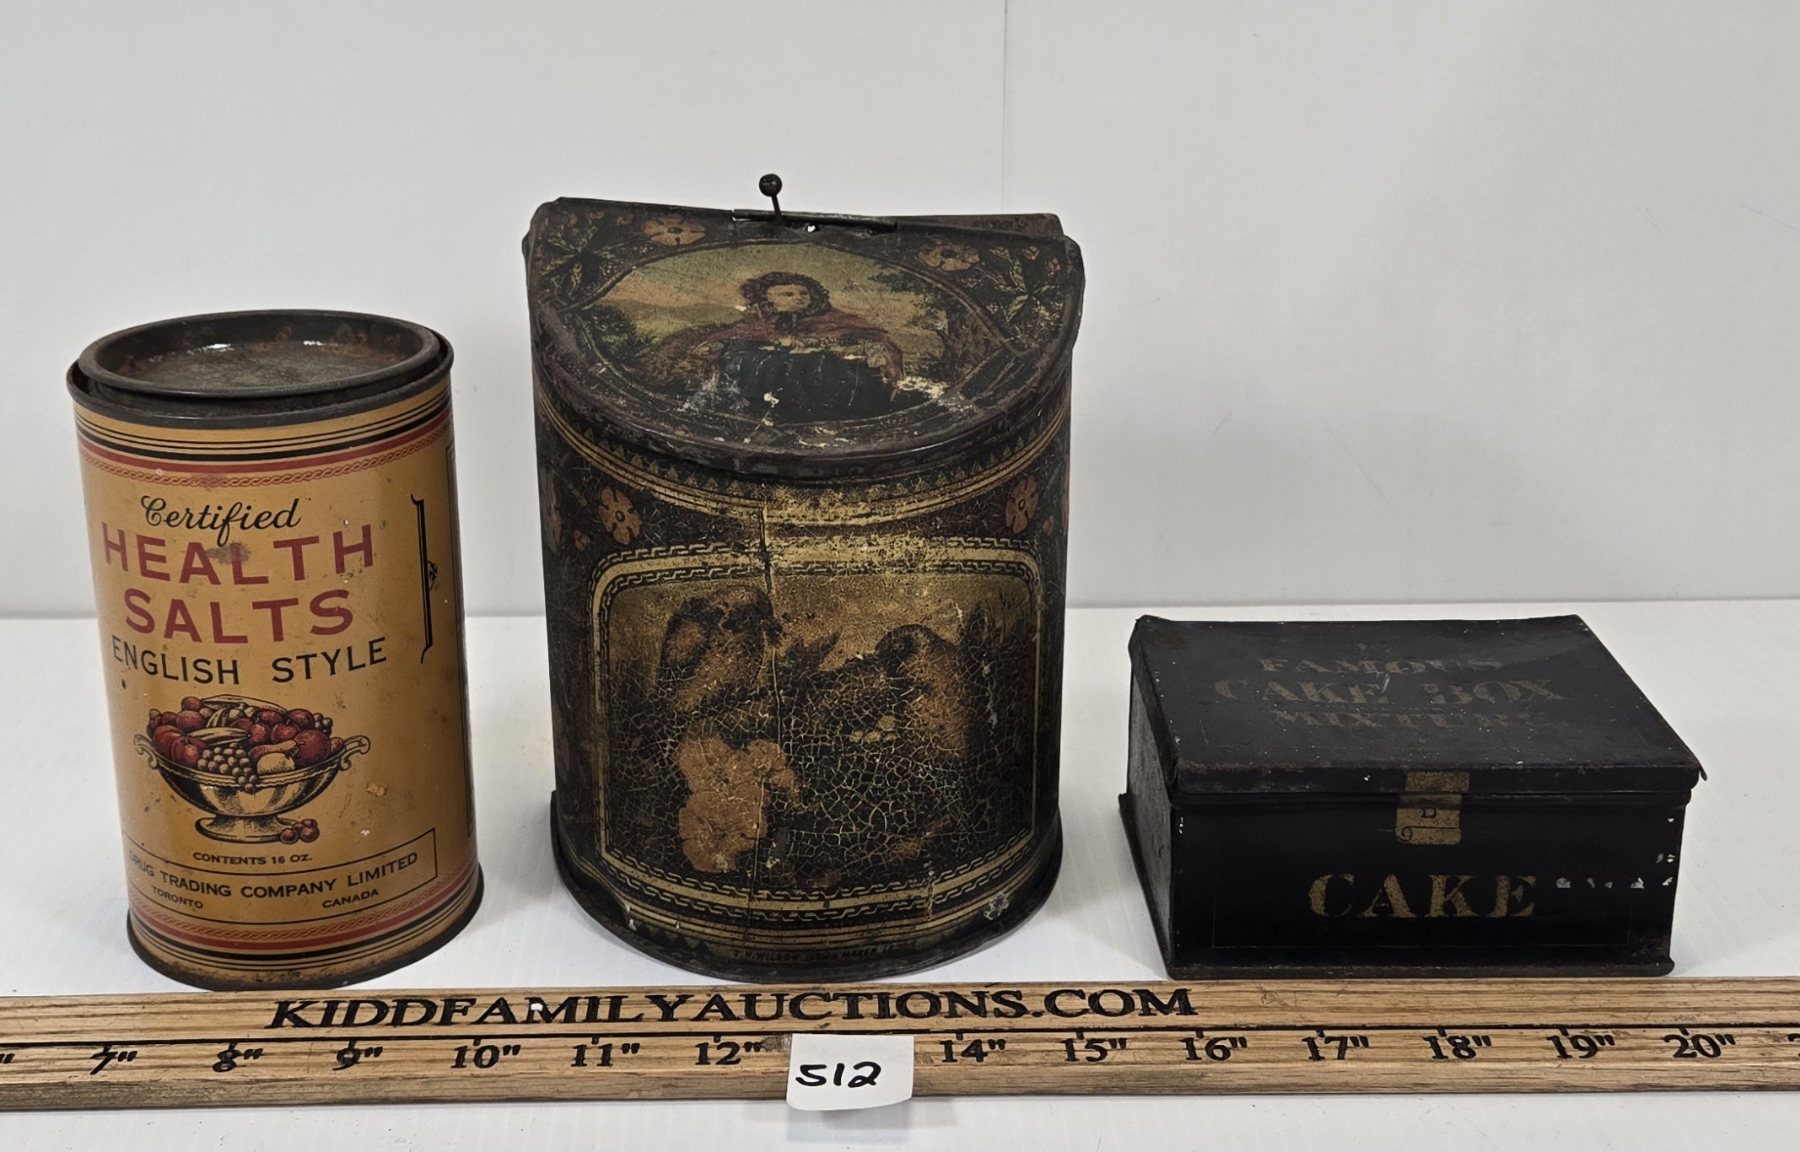 Certified
HEALTH
SALTS
ENGLISH STYLE
CONTENTS 16 OZ.
DRUG TRADING COMPANY LIMITED
TORONTO CANADA
FAMOUS
CAKE BOX
MIXTURE
CAKE
KIDDFAMILYAUCTIONS.COM
7" 8" 9" 10" 11" 12" 14" 15" 16" 17" 18" 19" 20"
512